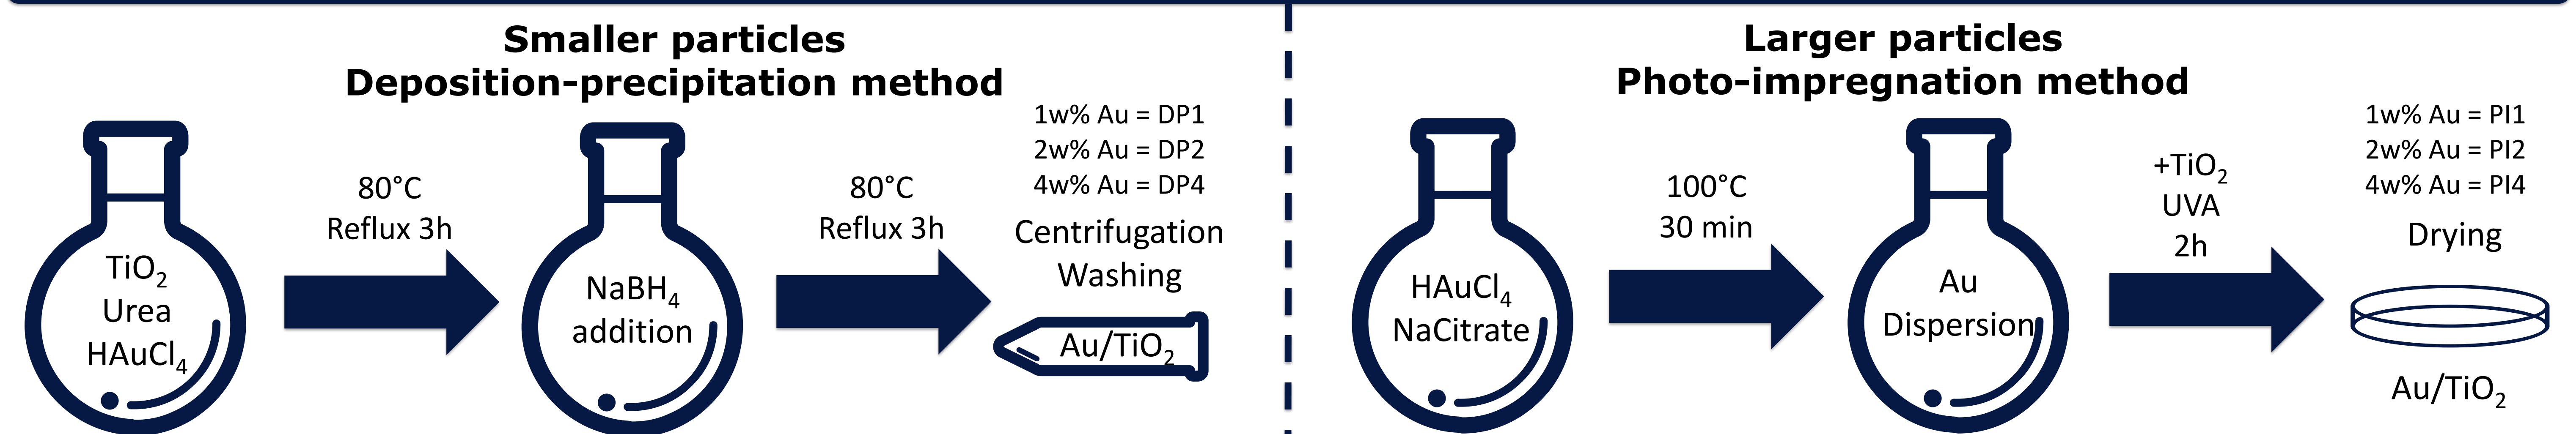 Smaller particles
Deposition-precipitation method
TiO₂
Urea
HAuCl₄
80°C
Reflux 3h
NaBH₄
addition
80°C
Reflux 3h
1w% Au = DP1
2w% Au = DP2
4w% Au = DP4
Centrifugation
Washing
Au/TiO₂
Larger particles
Photo-impregnation method
HAuCl₄
NaCitrate
100°C
30 min
Au
Dispersion
+TiO₂
UVA
2h
1w% Au = PI1
2w% Au = PI2
4w% Au = PI4
Drying
Au/TiO₂